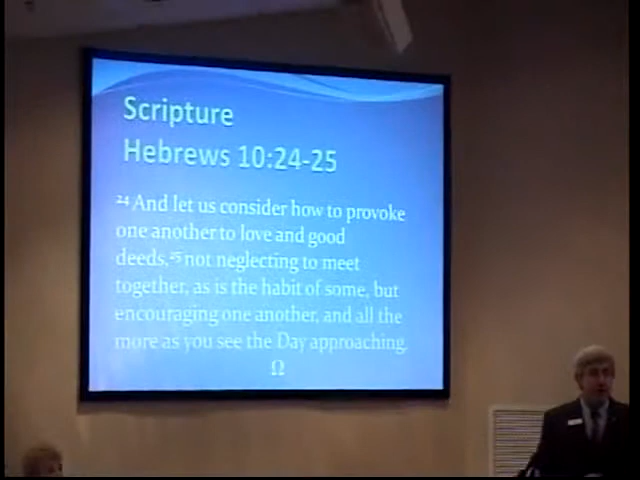 Scripture
Hebrews 10:24-25
24 And let us consider how to provoke
one another to love and good
deeds, 25 not neglecting to meet
together, as is the habit of some, but
encouraging one another, and all the
more as you see the Day approaching.
Ω